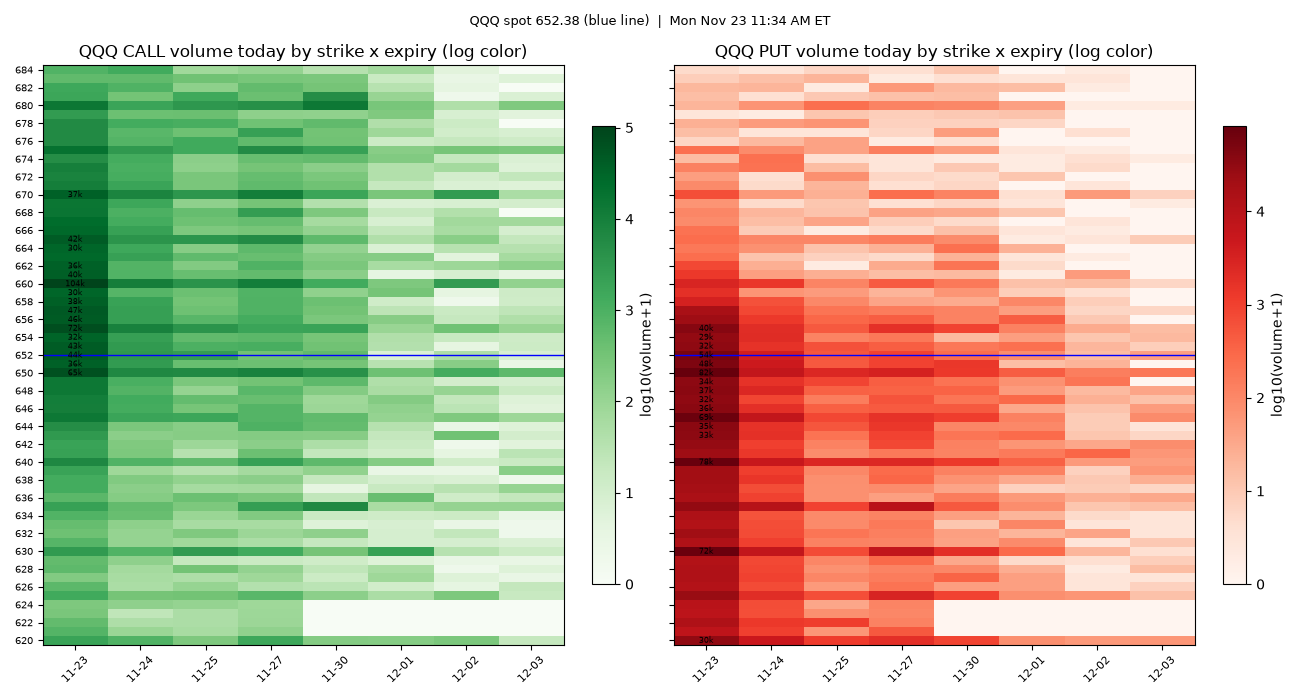 QQQ spot 652.38 (blue line)  |  Mon Nov 23 11:34 AM ET
QQQ CALL volume today by strike x expiry (log color)
684
682
680
678
676
674
672
670
668
666
664
662
660
658
656
654
652
650
648
646
644
642
640
638
636
634
632
630
628
626
624
622
620
37k
42k
30k
36k
40k
104k
30k
38k
47k
46k
72k
32k
43k
44k
36k
65k
11-23
11-24
11-25
11-27
11-30
12-01
12-02
12-03
5
4
3
2
1
0
log10(volume+1)
QQQ PUT volume today by strike x expiry (log color)
40k
29k
32k
48k
34k
37k
32k
36k
35k
33k
72k
30k
11-23
11-24
11-25
11-27
11-30
12-01
12-02
12-03
4
3
2
1
0
log10(volume+1)